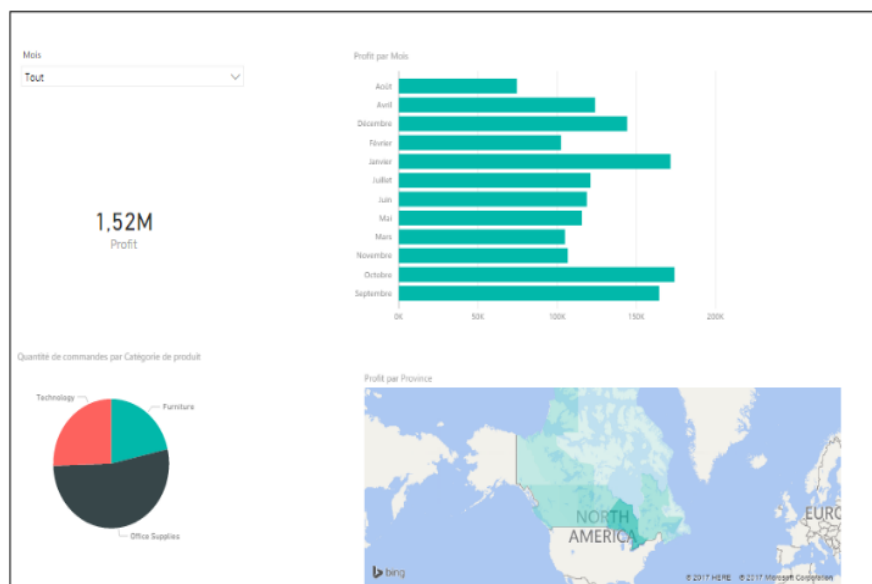 Mois
Tout
1,52M
Profit
Profit par Mois
Août
Avril
Décembre
Février
Janvier
Juillet
Juin
Mai
Mars
Novembre
Octobre
Septembre
0K 50K 100K 150K 200K
Quantité de commandes par Catégorie de produit
Technology
Furniture
Office Supplies
Profit par Province
NORTH
AMERICA
EURO
bing
© 2017 HERE © 2017 Microsoft Corporation